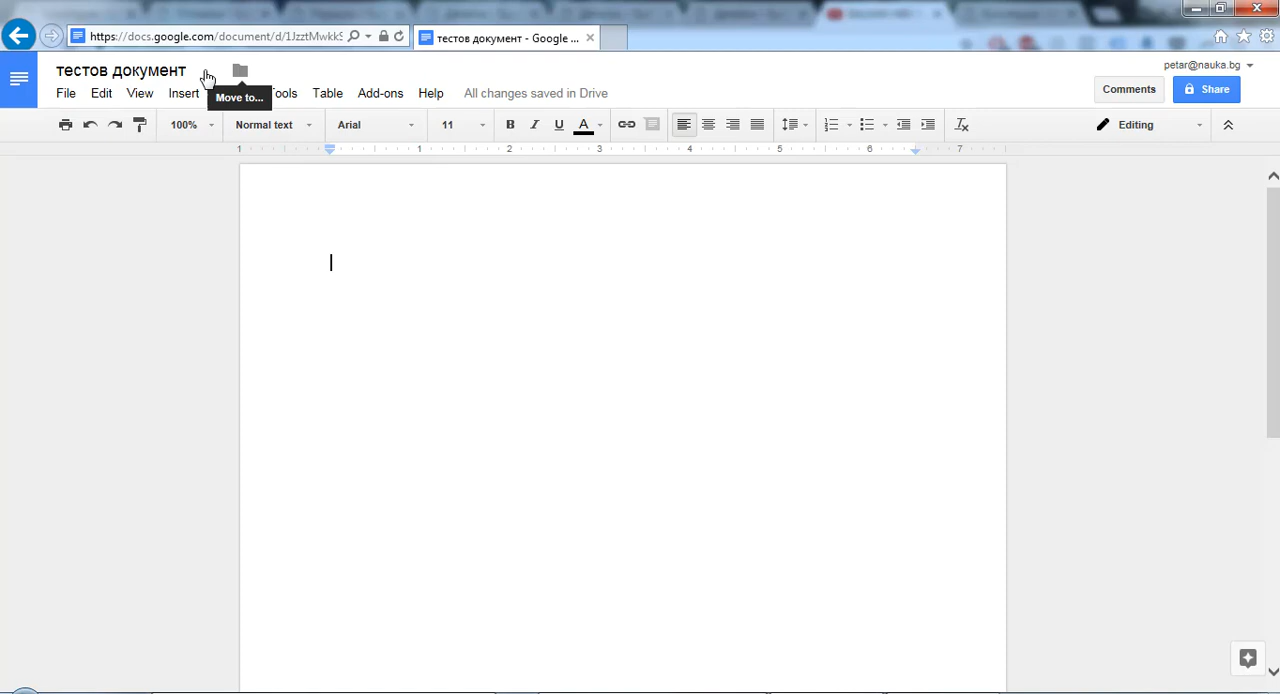 https://docs.google.com/document/d/1JzztMwkkS
тестов документ - Google ...
тестов документ
petar@nauka.bg
File Edit View Insert Tools Table Add-ons Help All changes saved in Drive
Move to...
Comments
Share
100% Normal text Arial 11 B I U A Editing
1 1 2 3 4 5 6 7